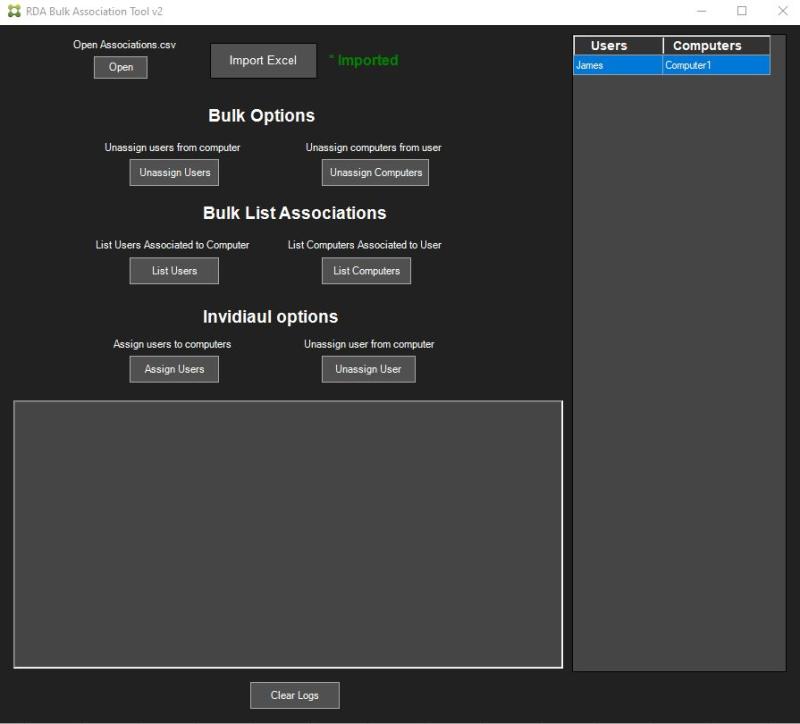 RDA Bulk Association Tool v2
Open Associations.csv
Open
Import Excel
* Imported
Users Computers
James Computer1
Bulk Options
Unassign users from computer Unassign computers from user
Unassign Users Unassign Computers
Bulk List Associations
List Users Associated to Computer List Computers Associated to User
List Users List Computers
Invidiaul options
Assign users to computers Unassign user from computer
Assign Users Unassign User
Clear Logs